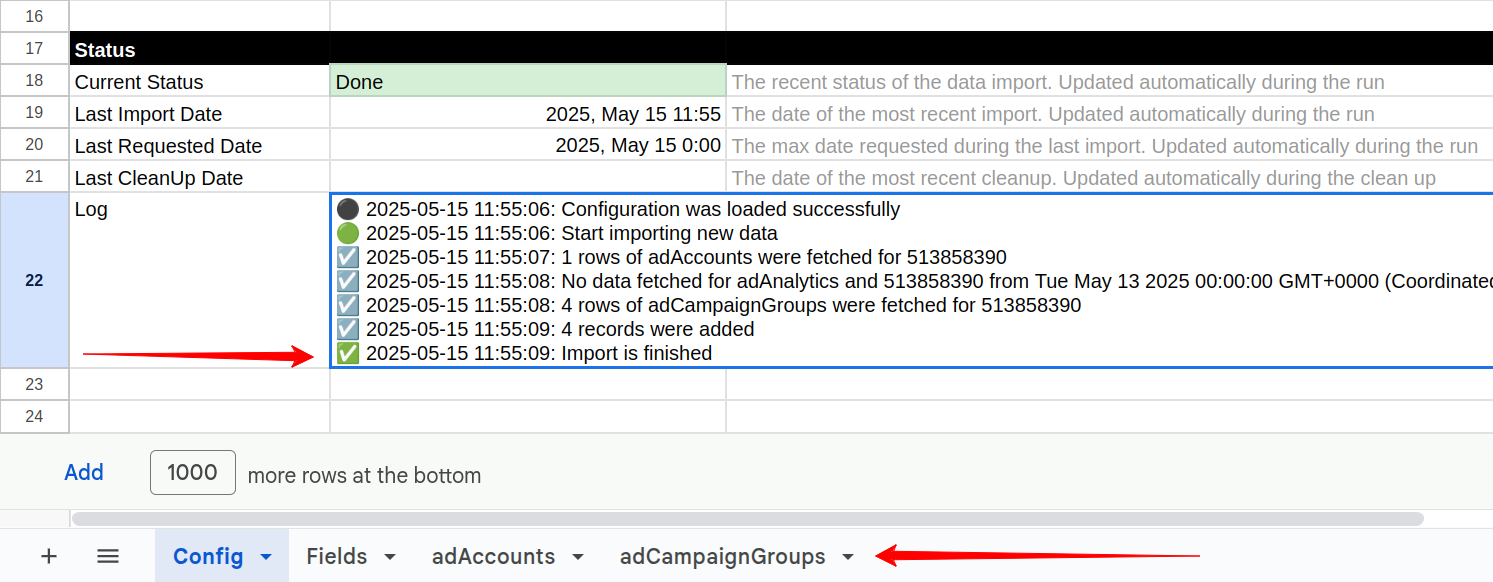 16
17 Status
18 Current Status Done The recent status of the data import. Updated automatically during the run
19 Last Import Date 2025, May 15 11:55 The date of the most recent import. Updated automatically during the run
20 Last Requested Date 2025, May 15 0:00 The max date requested during the last import. Updated automatically during the run
21 Last CleanUp Date The date of the most recent cleanup. Updated automatically during the clean up
22 Log
2025-05-15 11:55:06: Configuration was loaded successfully
2025-05-15 11:55:06: Start importing new data
2025-05-15 11:55:07: 1 rows of adAccounts were fetched for 513858390
2025-05-15 11:55:08: No data fetched for adAnalytics and 513858390 from Tue May 13 2025 00:00:00 GMT+0000 (Coordinated
2025-05-15 11:55:08: 4 rows of adCampaignGroups were fetched for 513858390
2025-05-15 11:55:09: 4 records were added
2025-05-15 11:55:09: Import is finished
23
24
Add 1000 more rows at the bottom
Config Fields adAccounts adCampaignGroups